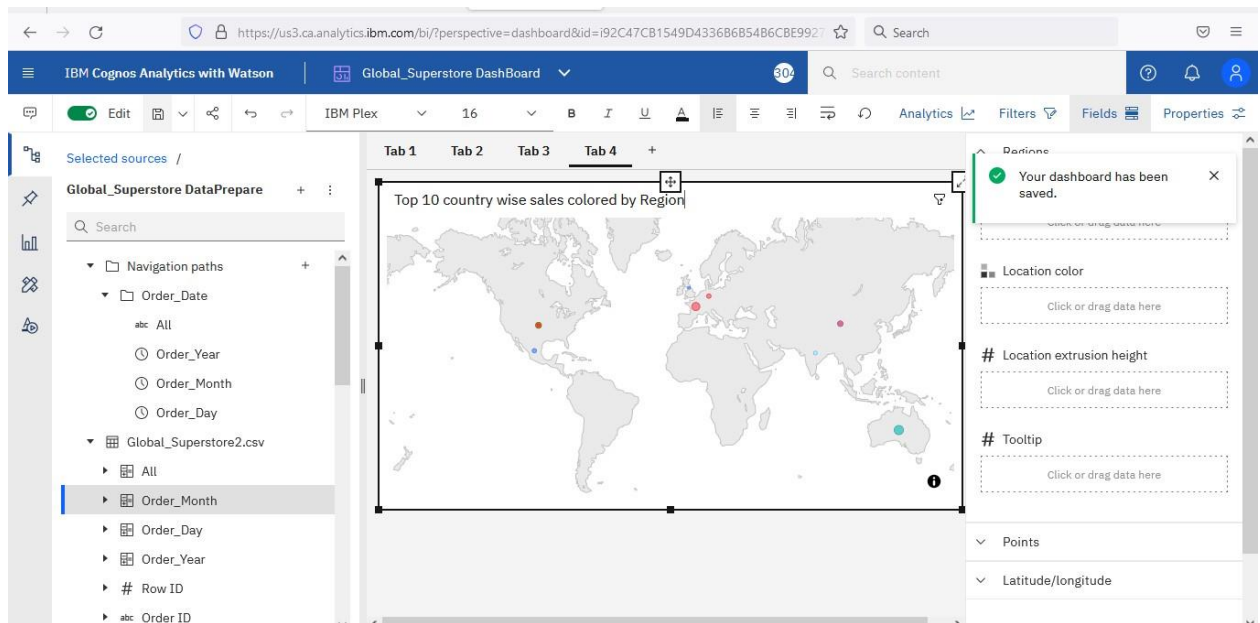 https://us3.ca.analytics.ibm.com/bi/?perspective=dashboard&id=i92C47CB1549D4336B6B54B6CBE9927
Search
IBM Cognos Analytics with Watson
Global_Superstore DashBoard
304
Search content
Edit
IBM Plex
16
B
I
U
A
Analytics
Filters
Fields
Properties
Selected sources /
Global_Superstore DataPrepare
Search
Navigation paths
Order_Date
abc All
Order_Year
Order_Month
Order_Day
Global_Superstore2.csv
All
Order_Month
Order_Day
Order_Year
# Row ID
abc Order ID
Tab 1
Tab 2
Tab 3
Tab 4
+
Top 10 country wise sales colored by Region
Regions
Your dashboard has been
saved.
Click or drag data here
Location color
Click or drag data here
# Location extrusion height
Click or drag data here
# Tooltip
Click or drag data here
Points
Latitude/longitude